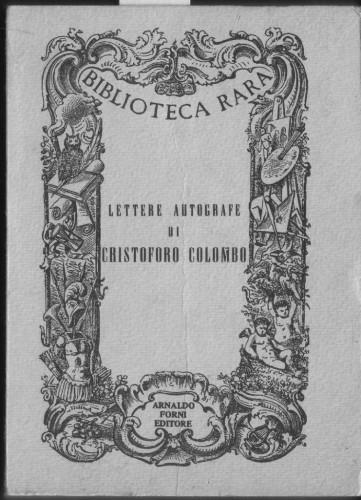 BIBLIOTECA RARA
LETTERE AUTOGRAFE
DI
CRISTOFORO COLOMBO
ARNALDO
FORNI
EDITORE